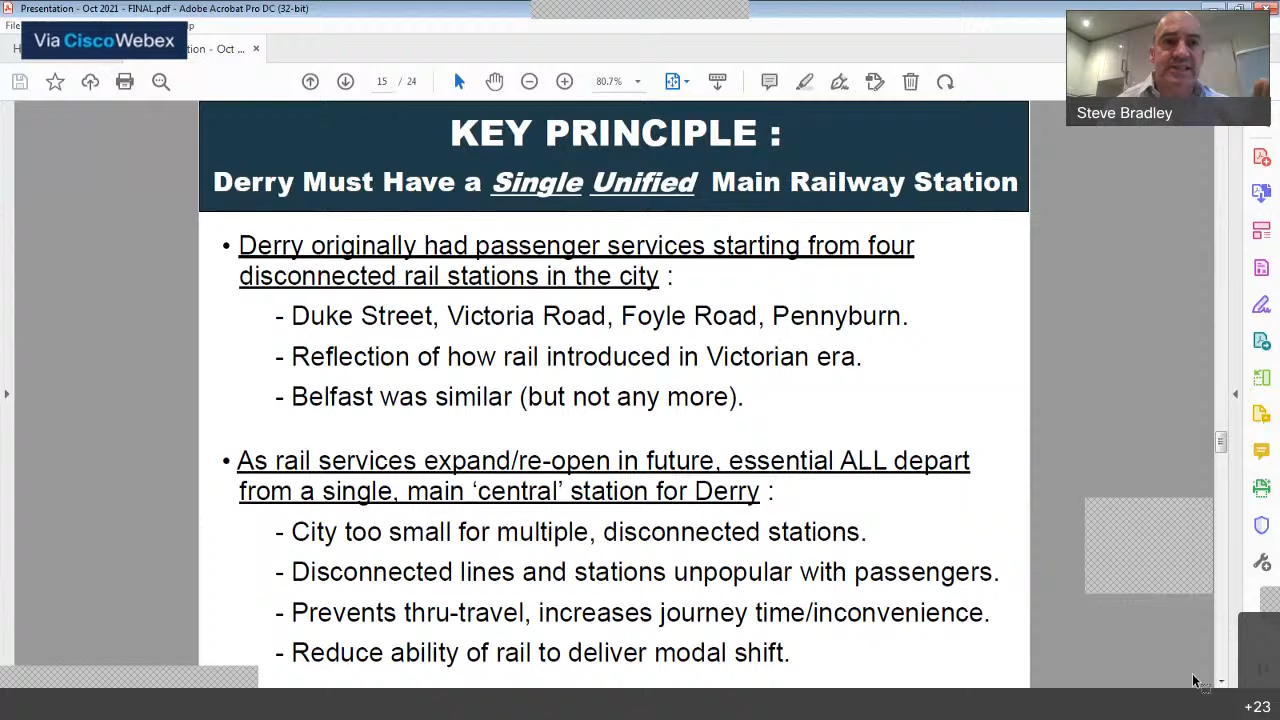 Presentation - Oct 2021 - FINAL.pdf - Adobe Acrobat Pro DC (32-bit)
Via CiscoWebex
tion - Oct ...
15 / 24
80.7%
Steve Bradley
KEY PRINCIPLE :
Derry Must Have a Single Unified Main Railway Station
• Derry originally had passenger services starting from four
disconnected rail stations in the city :
- Duke Street, Victoria Road, Foyle Road, Pennyburn.
- Reflection of how rail introduced in Victorian era.
- Belfast was similar (but not any more).
• As rail services expand/re-open in future, essential ALL depart
from a single, main ‘central’ station for Derry :
- City too small for multiple, disconnected stations.
- Disconnected lines and stations unpopular with passengers.
- Prevents thru-travel, increases journey time/inconvenience.
- Reduce ability of rail to deliver modal shift.
+23